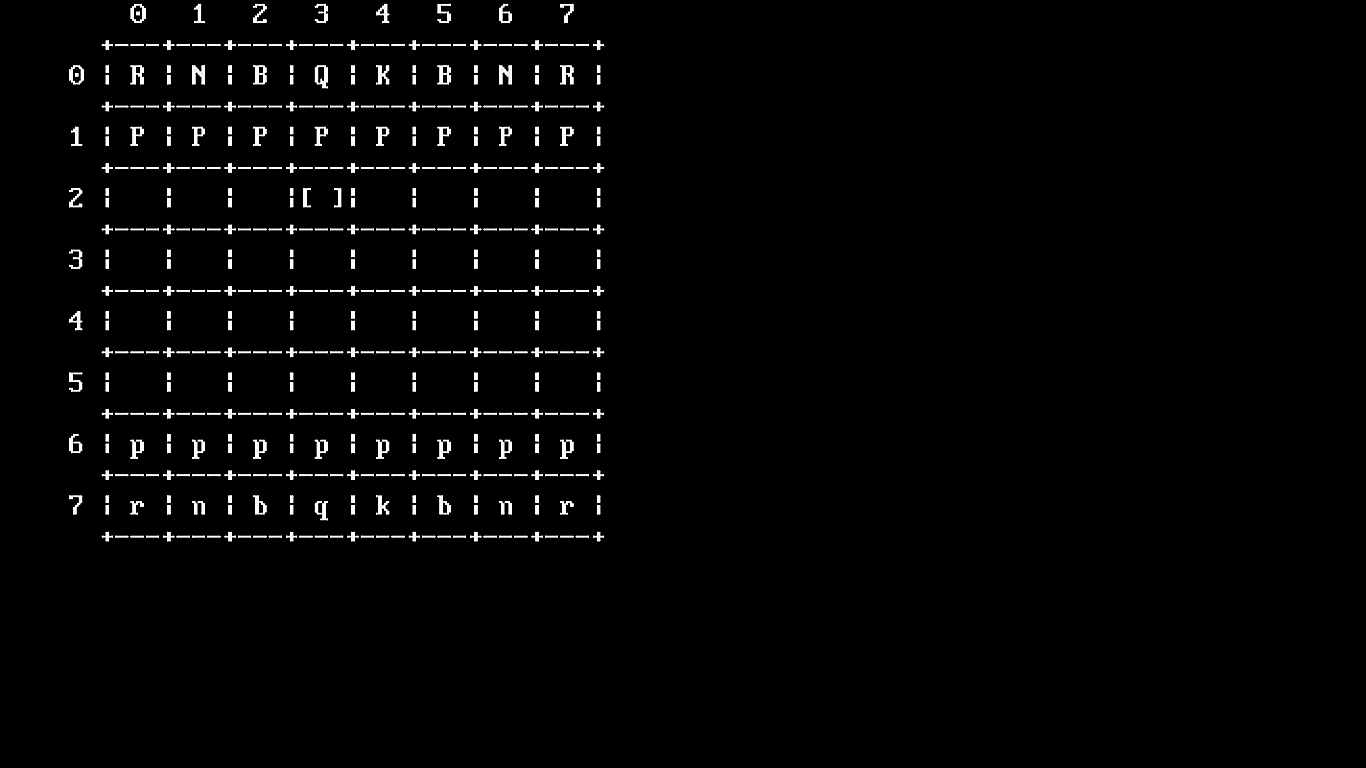 0   1   2   3   4   5   6   7
  +---+---+---+---+---+---+---+---+
0 | R | N | B | Q | K | B | N | R |
  +---+---+---+---+---+---+---+---+
1 | P | P | P | P | P | P | P | P |
  +---+---+---+---+---+---+---+---+
2 |   |   |   |[ ]|   |   |   |   |
  +---+---+---+---+---+---+---+---+
3 |   |   |   |   |   |   |   |   |
  +---+---+---+---+---+---+---+---+
4 |   |   |   |   |   |   |   |   |
  +---+---+---+---+---+---+---+---+
5 |   |   |   |   |   |   |   |   |
  +---+---+---+---+---+---+---+---+
6 | p | p | p | p | p | p | p | p |
  +---+---+---+---+---+---+---+---+
7 | r | n | b | q | k | b | n | r |
  +---+---+---+---+---+---+---+---+